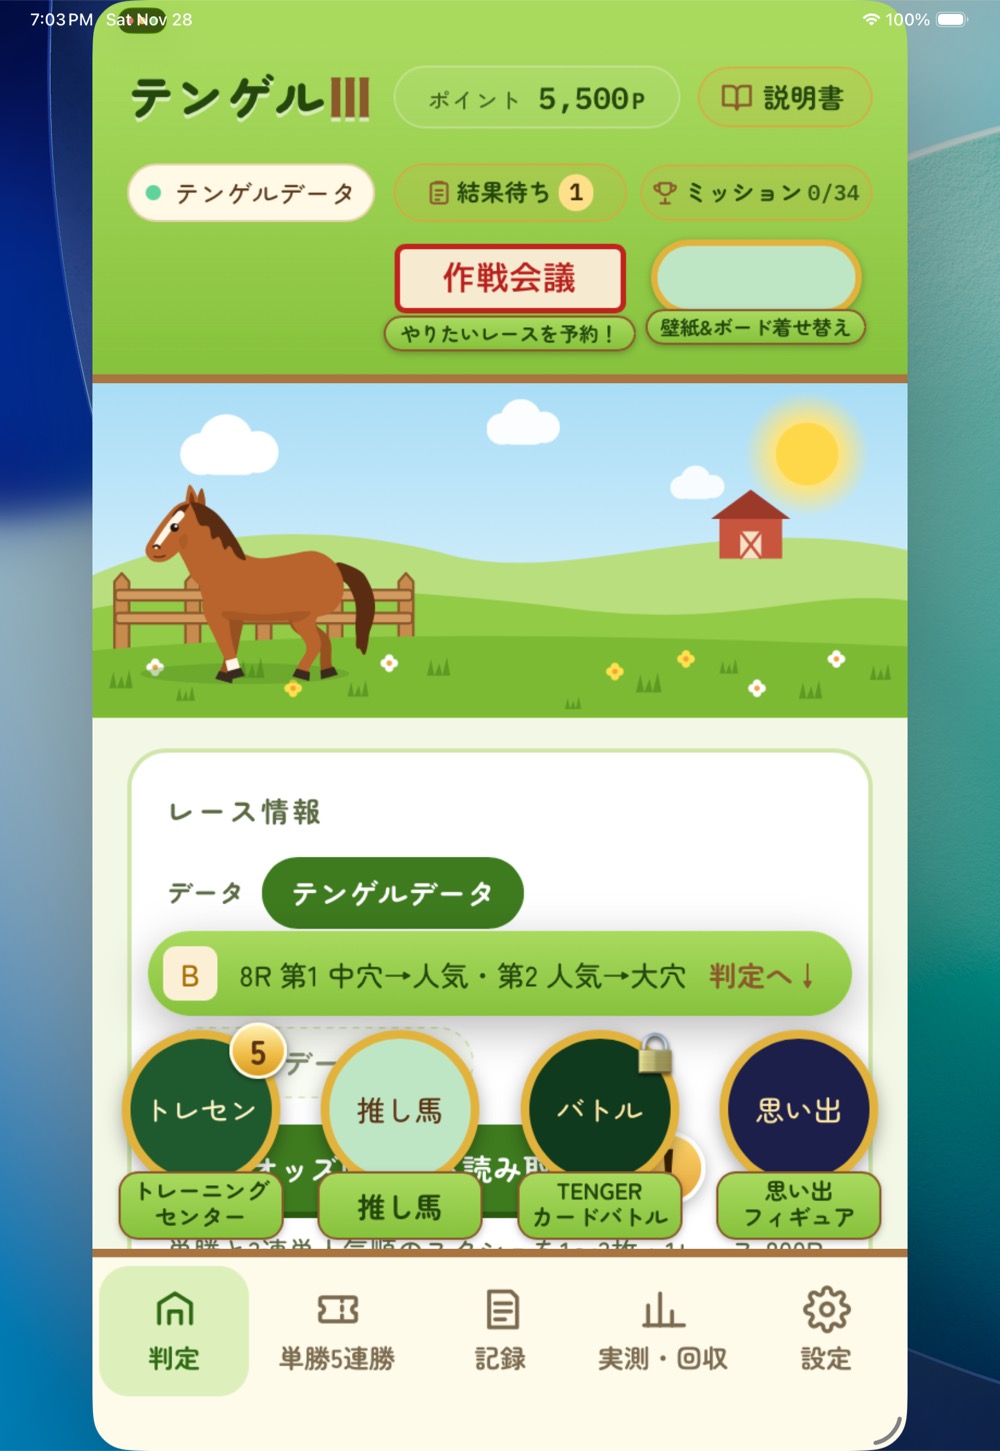 7:03 PM Sat Nov 28
100%
テンゲルIII
ポイント 5,500P
説明書
テンゲルデータ
結果待ち 1
ミッション 0/34
作戦会議
やりたいレースを予約！
壁紙&ボード着せ替え
レース情報
データ テンゲルデータ
B 8R 第1 中穴→人気・第2 人気→大穴 判定へ↓
5
デー
トレセン
推し馬
バトル
思い出
オッズ
読み取
トレーニング
センター
推し馬
TENGER
カードバトル
思い出
フィギュア
判定
単勝5連勝
記録
実測・回収
設定